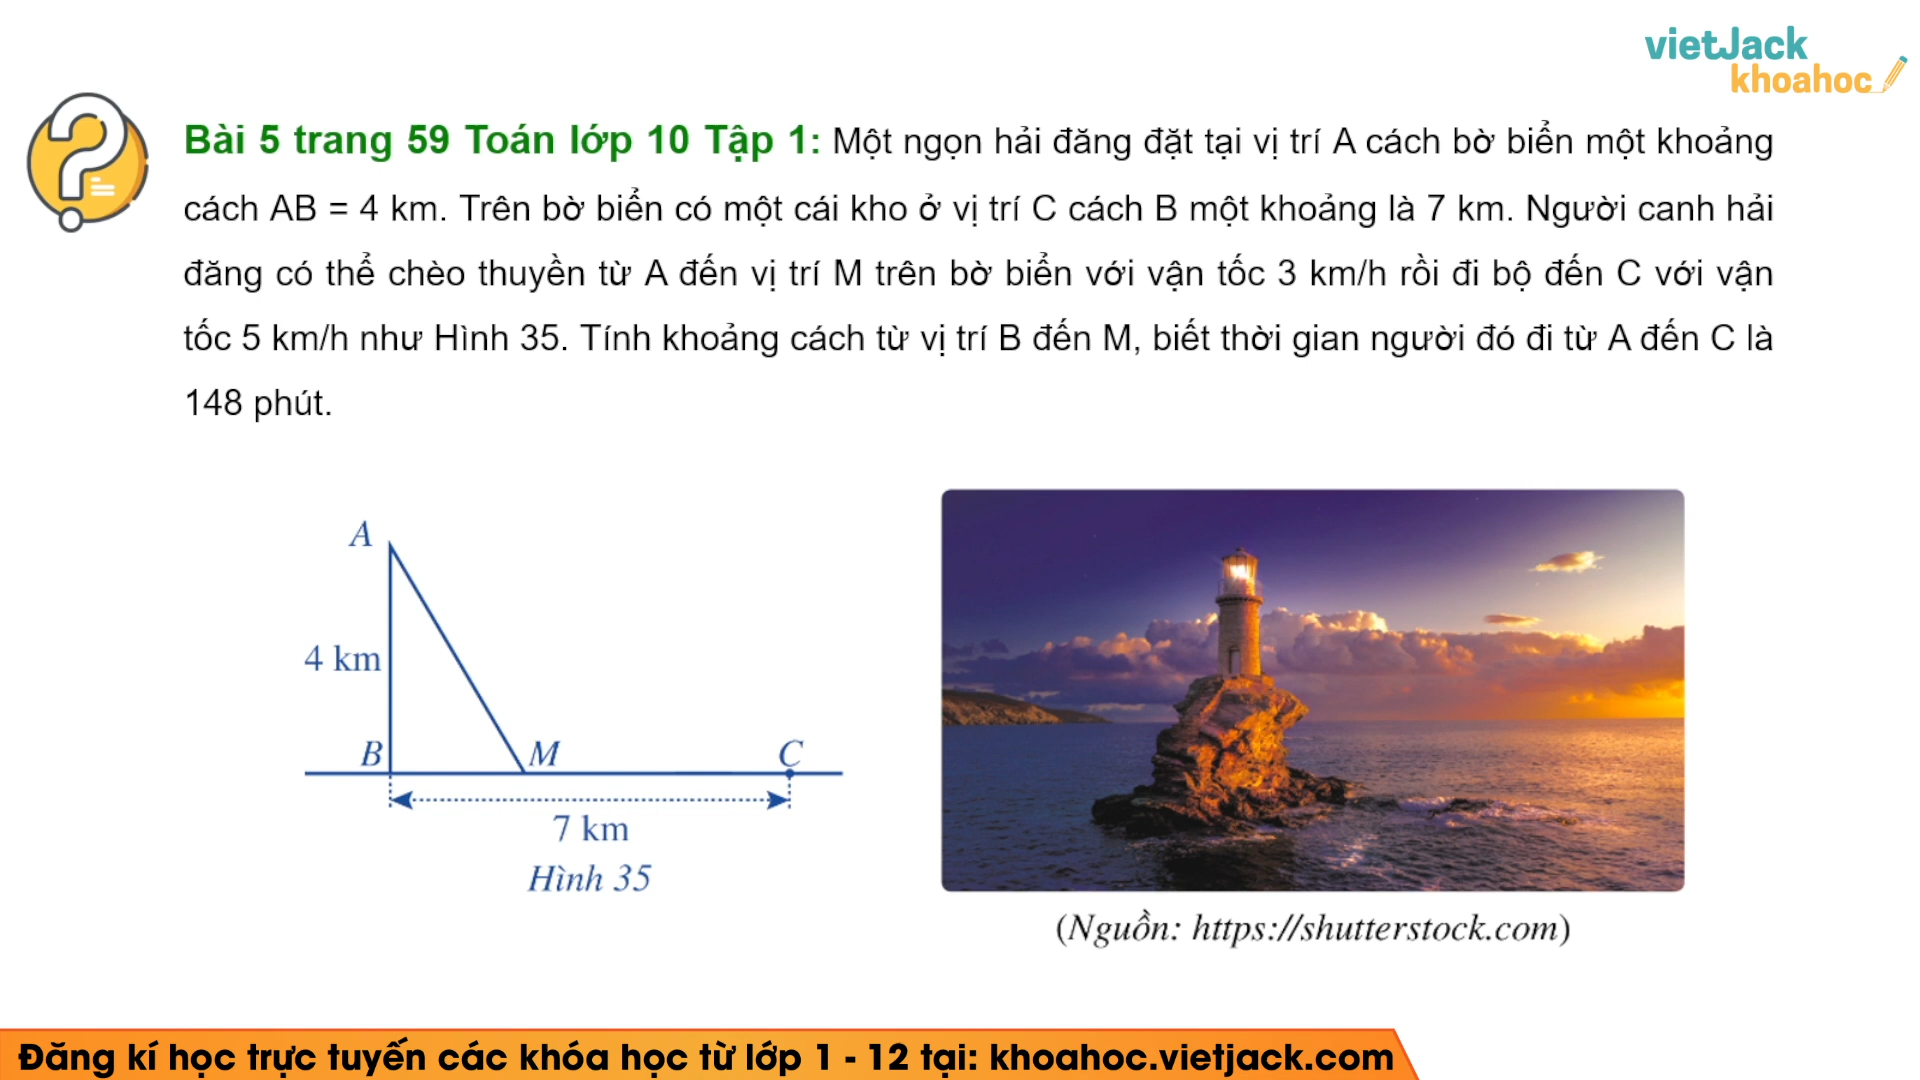 vietJack
khoahoc
Bài 5 trang 59 Toán lớp 10 Tập 1: Một ngọn hải đăng đặt tại vị trí A cách bờ biển một khoảng
cách AB = 4 km. Trên bờ biển có một cái kho ở vị trí C cách B một khoảng là 7 km. Người canh hải
đăng có thể chèo thuyền từ A đến vị trí M trên bờ biển với vận tốc 3 km/h rồi đi bộ đến C với vận
tốc 5 km/h như Hình 35. Tính khoảng cách từ vị trí B đến M, biết thời gian người đó đi từ A đến C là
148 phút.
A
4 km
B M C
7 km
Hình 35
(Nguồn: https://shutterstock.com)
Đăng kí học trực tuyến các khóa học từ lớp 1 - 12 tại: khoahoc.vietjack.com